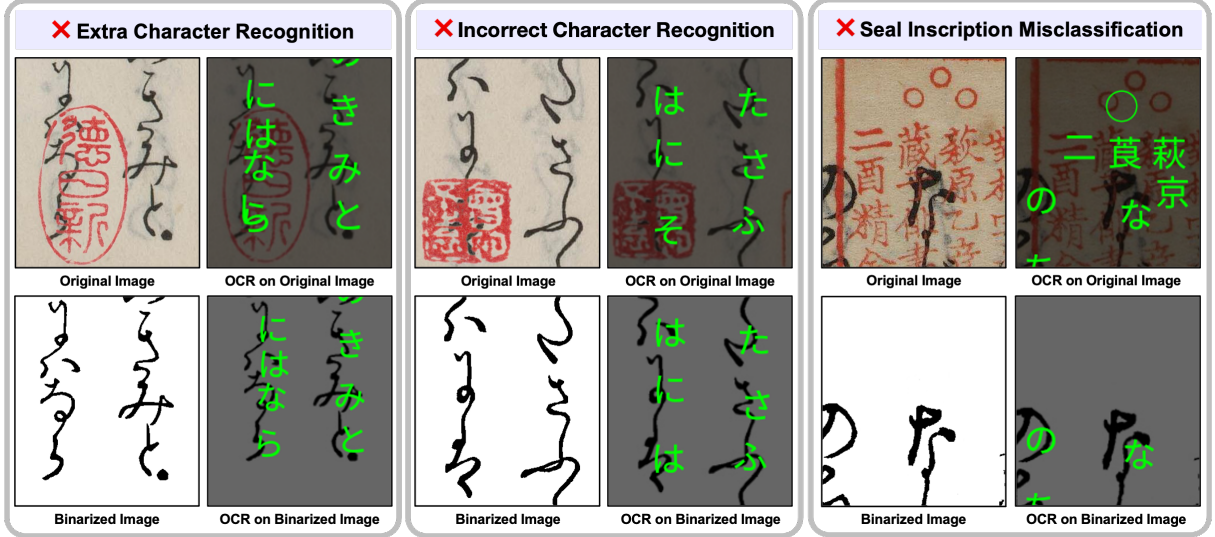 ❌ Extra Character Recognition
Original Image
OCR on Original Image
きみと
にはなら
し
Binarized Image
OCR on Binarized Image
きみと
にはなら
❌ Incorrect Character Recognition
Original Image
OCR on Original Image
たさふ
はにそ
Binarized Image
OCR on Binarized Image
たさふ
はには
❌ Seal Inscription Misclassification
Original Image
OCR on Original Image
萩京
〇莨な
二
の
Binarized Image
OCR on Binarized Image
な
の